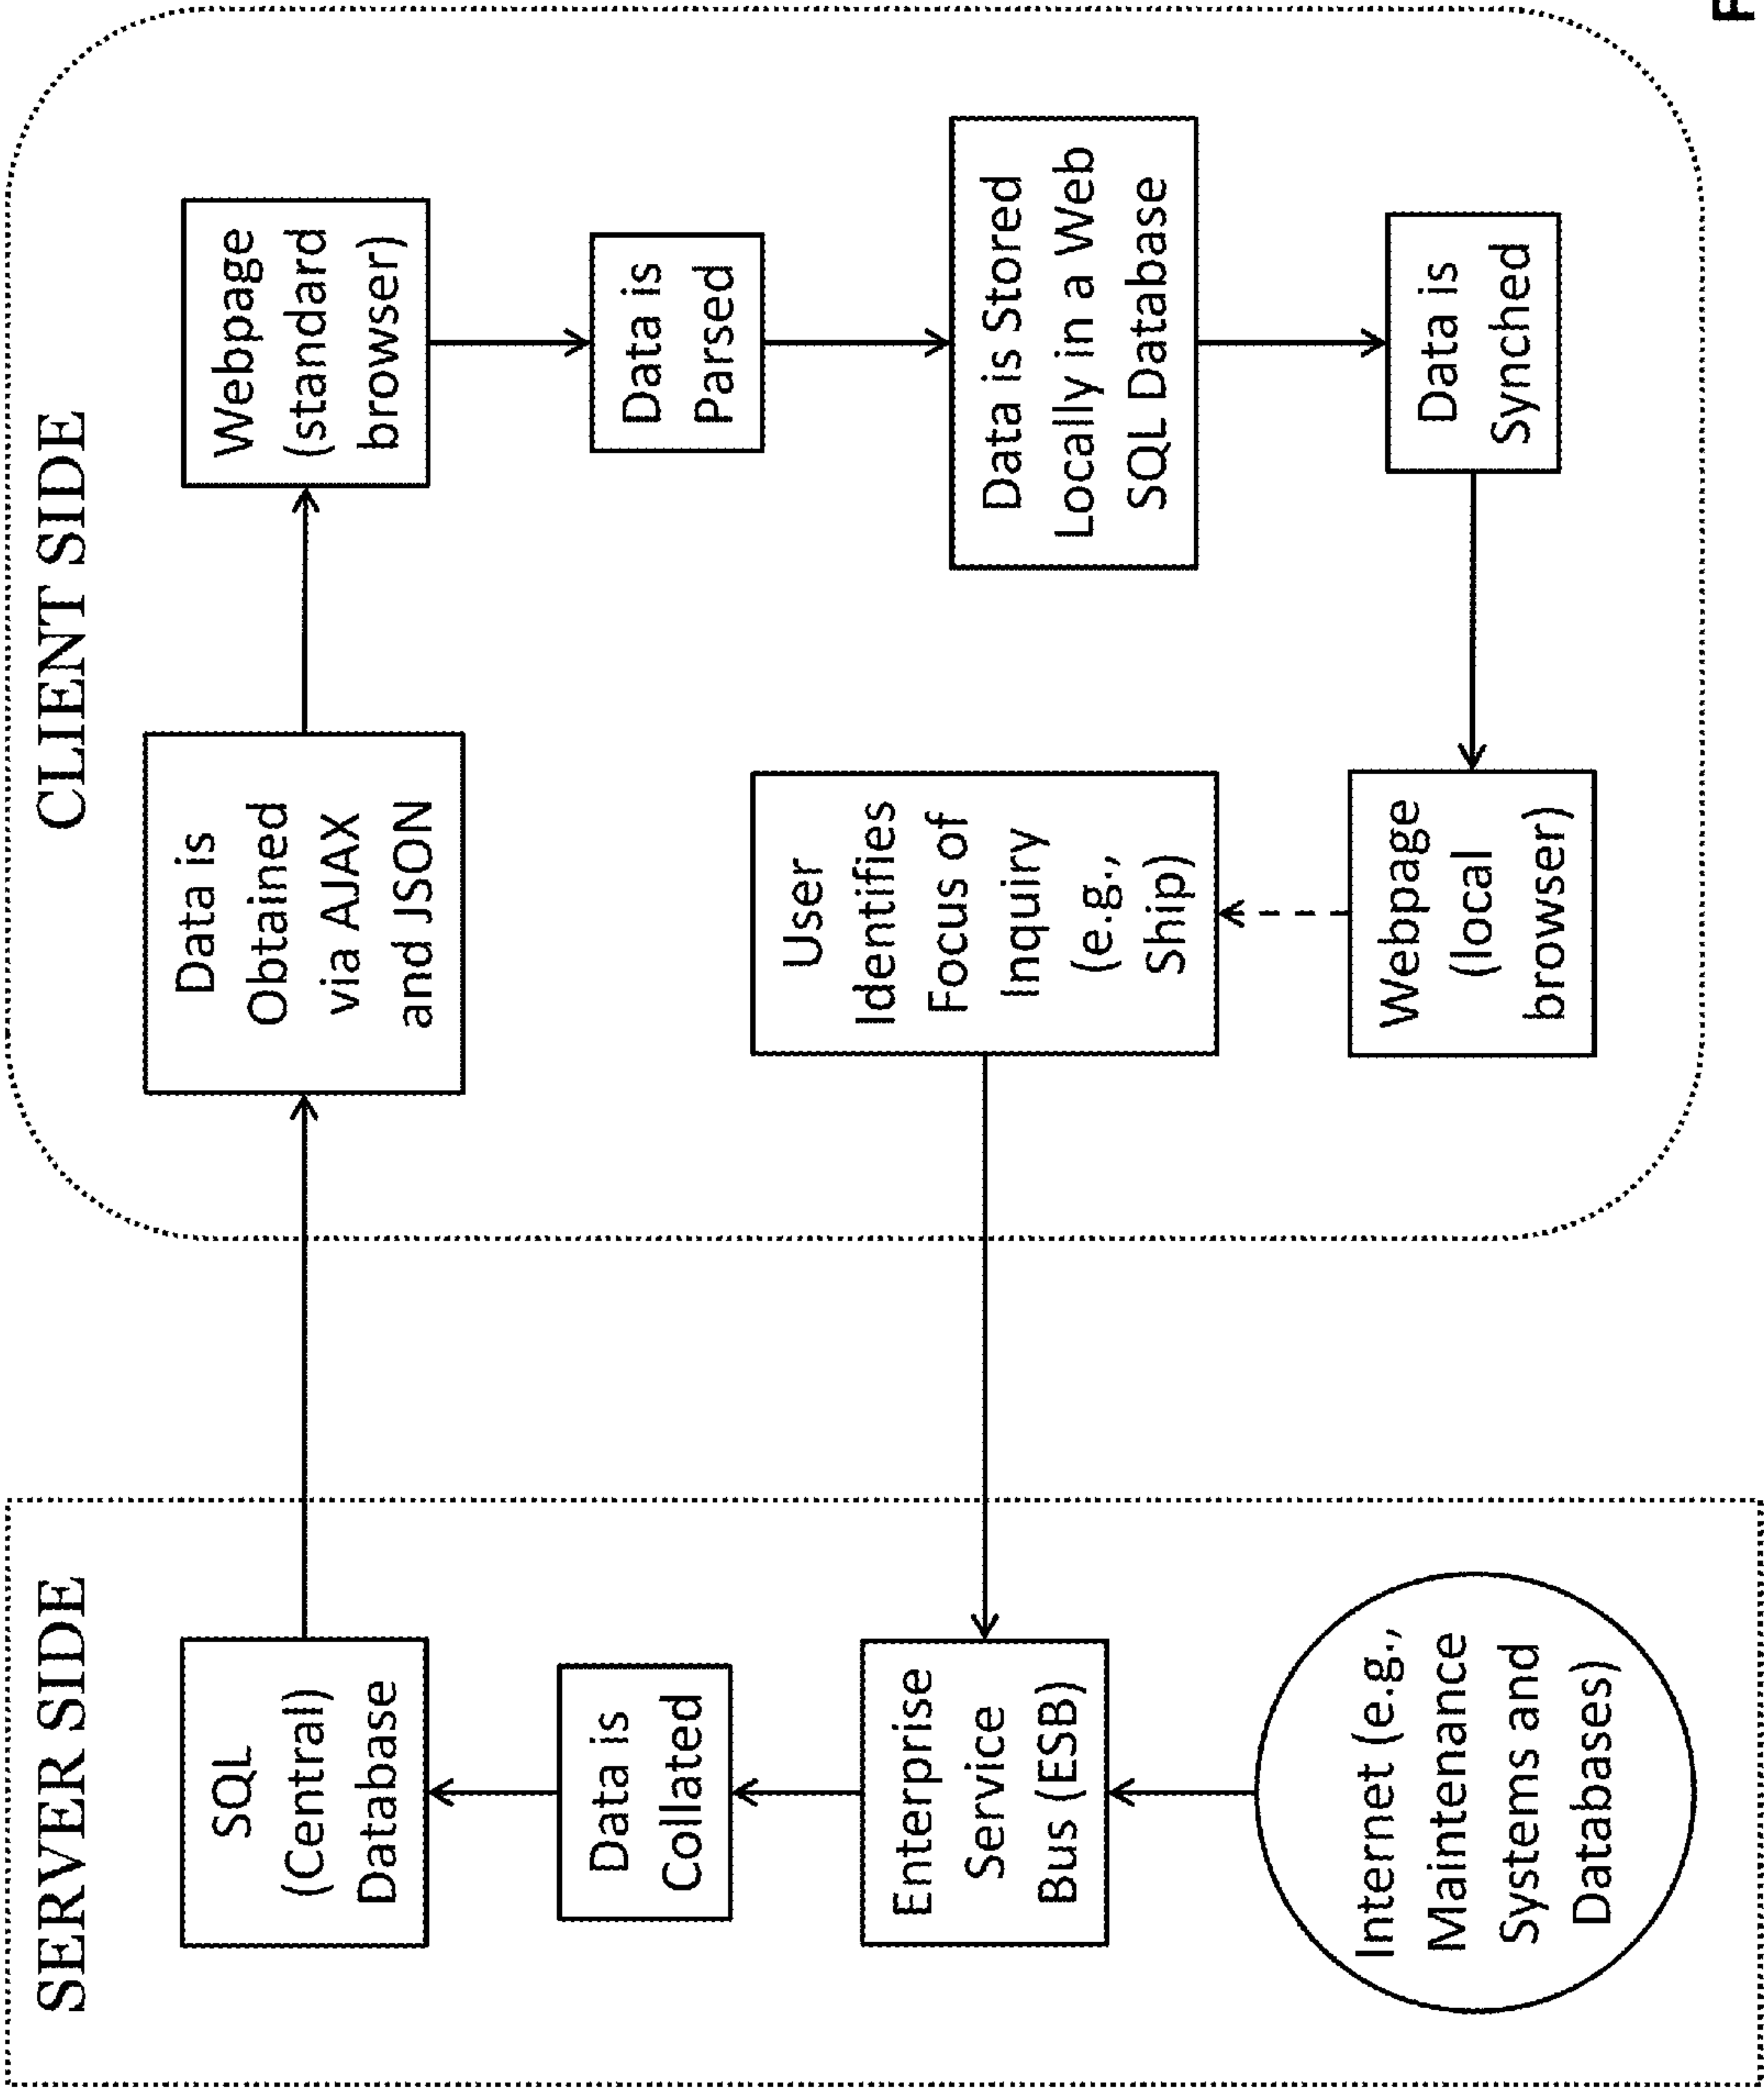 SERVER SIDE
SQL
(Central)
Database
Data is
Collated
Enterprise
Service
Bus (ESB)
Internet (e.g.,
Maintenance
Systems and
Databases)
CLIENT SIDE
Data is
Obtained
via AJAX
and JSON
Webpage
(standard
browser)
Data is
Parsed
Data is Stored
Locally in a Web
SQL Database
Data is
Synched
Webpage
(local
browser)
User
Identifies
Focus of
Inquiry
(e.g.,
Ship)